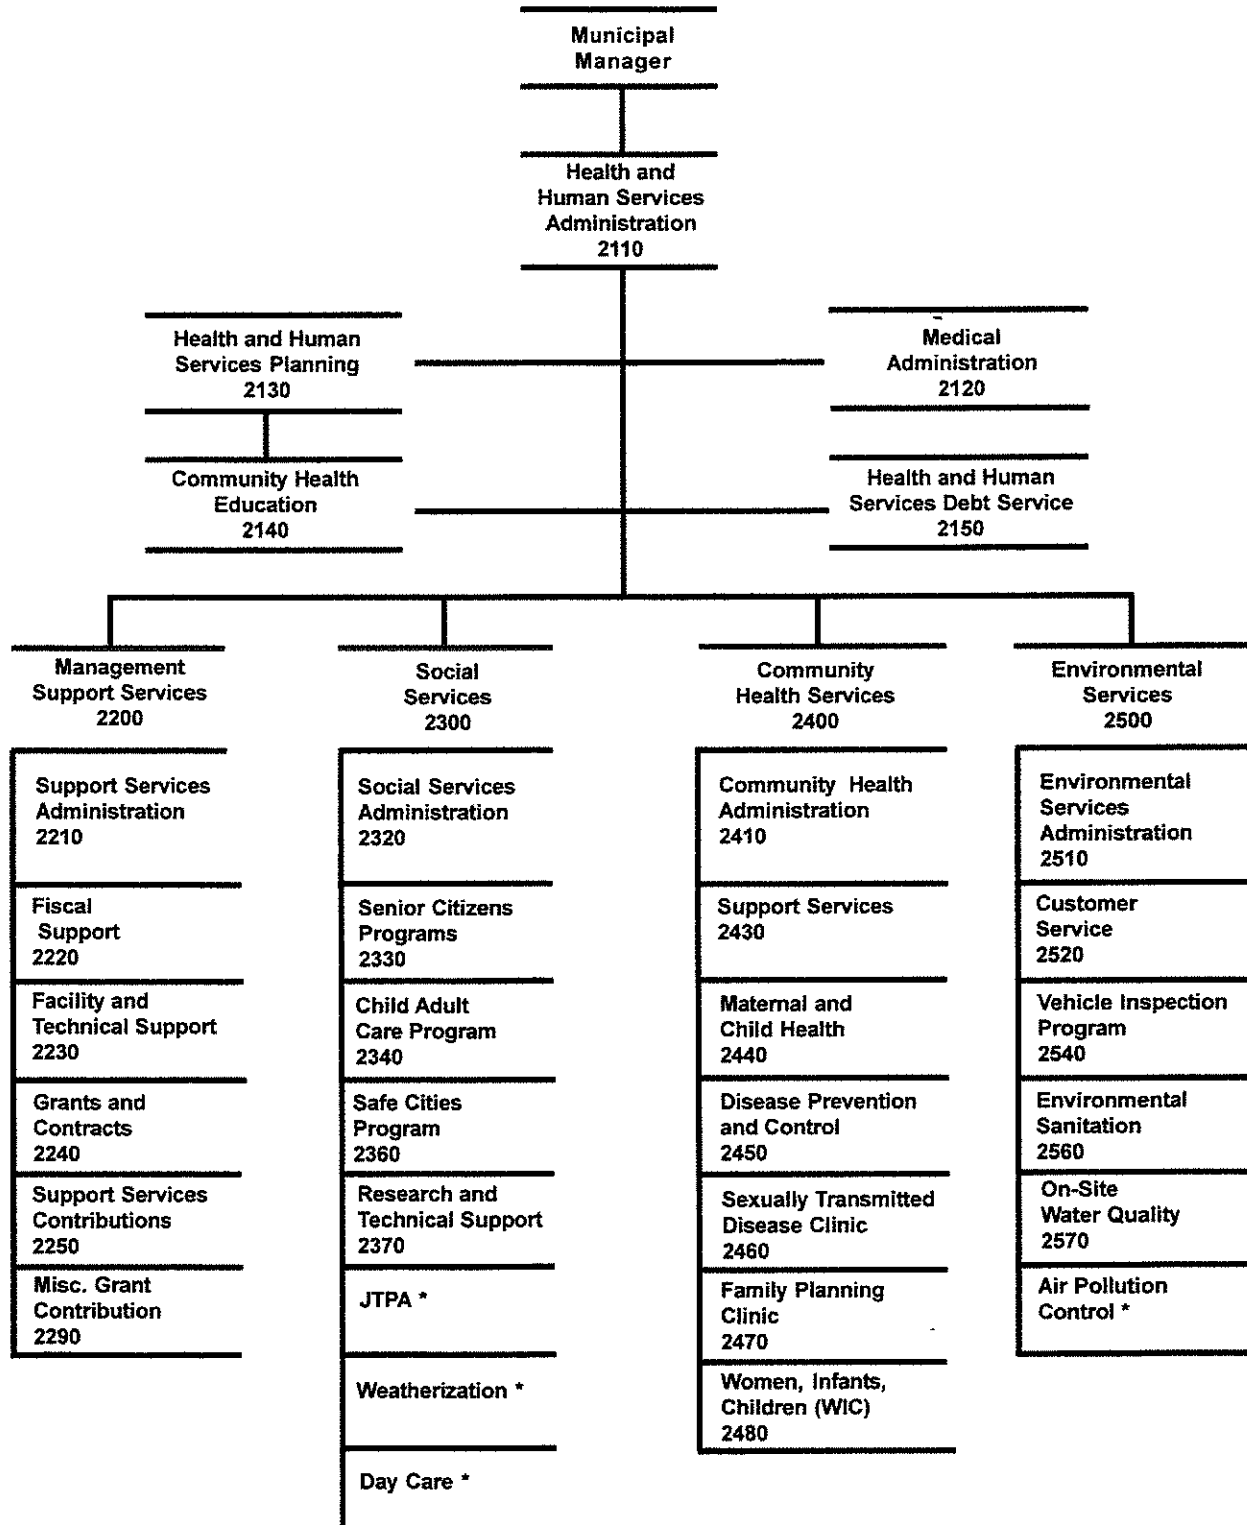 Municipal
Manager
Health and
Human Services
Administration
2110
Health and Human
Services Planning
2130
Medical
Administration
2120
Community Health
Education
2140
Health and Human
Services Debt Service
2150
Management
Support Services
2200
Support Services
Administration
2210
Fiscal
Support
2220
Facility and
Technical Support
2230
Grants and
Contracts
2240
Support Services
Contributions
2250
Misc. Grant
Contribution
2290
Social
Services
2300
Social Services
Administration
2320
Senior Citizens
Programs
2330
Child Adult
Care Program
2340
Safe Cities
Program
2360
Research and
Technical Support
2370
JTPA *
Weatherization *
Day Care *
Community
Health Services
2400
Community Health
Administration
2410
Support Services
2430
Maternal and
Child Health
2440
Disease Prevention
and Control
2450
Sexually Transmitted
Disease Clinic
2460
Family Planning
Clinic
2470
Women, Infants,
Children (WIC)
2480
Environmental
Services
2500
Environmental
Services
Administration
2510
Customer
Service
2520
Vehicle Inspection
Program
2540
Environmental
Sanitation
2560
On-Site
Water Quality
2570
Air Pollution
Control *